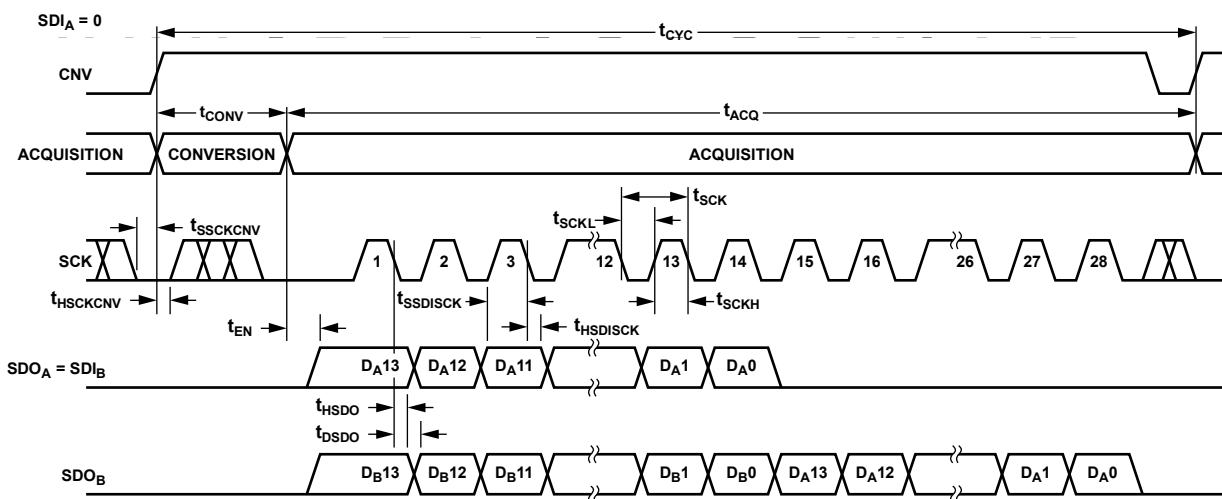 SDIA = 0
tCYC
CNV
tCONV
tACQ
ACQUISITION
CONVERSION
ACQUISITION
tSSCKCNV
tSCK
tSCKL
SCK
1
2
3
12
13
14
15
16
26
27
28
tHSCKCNV
tSSDISCK
tSCKH
tEN
tHSDISCK
SDOA = SDIB
DA13
DA12
DA11
DA1
DA0
tHSDO
tDSDO
SDOB
DB13
DB12
DB11
DB1
DB0
DA13
DA12
DA1
DA0